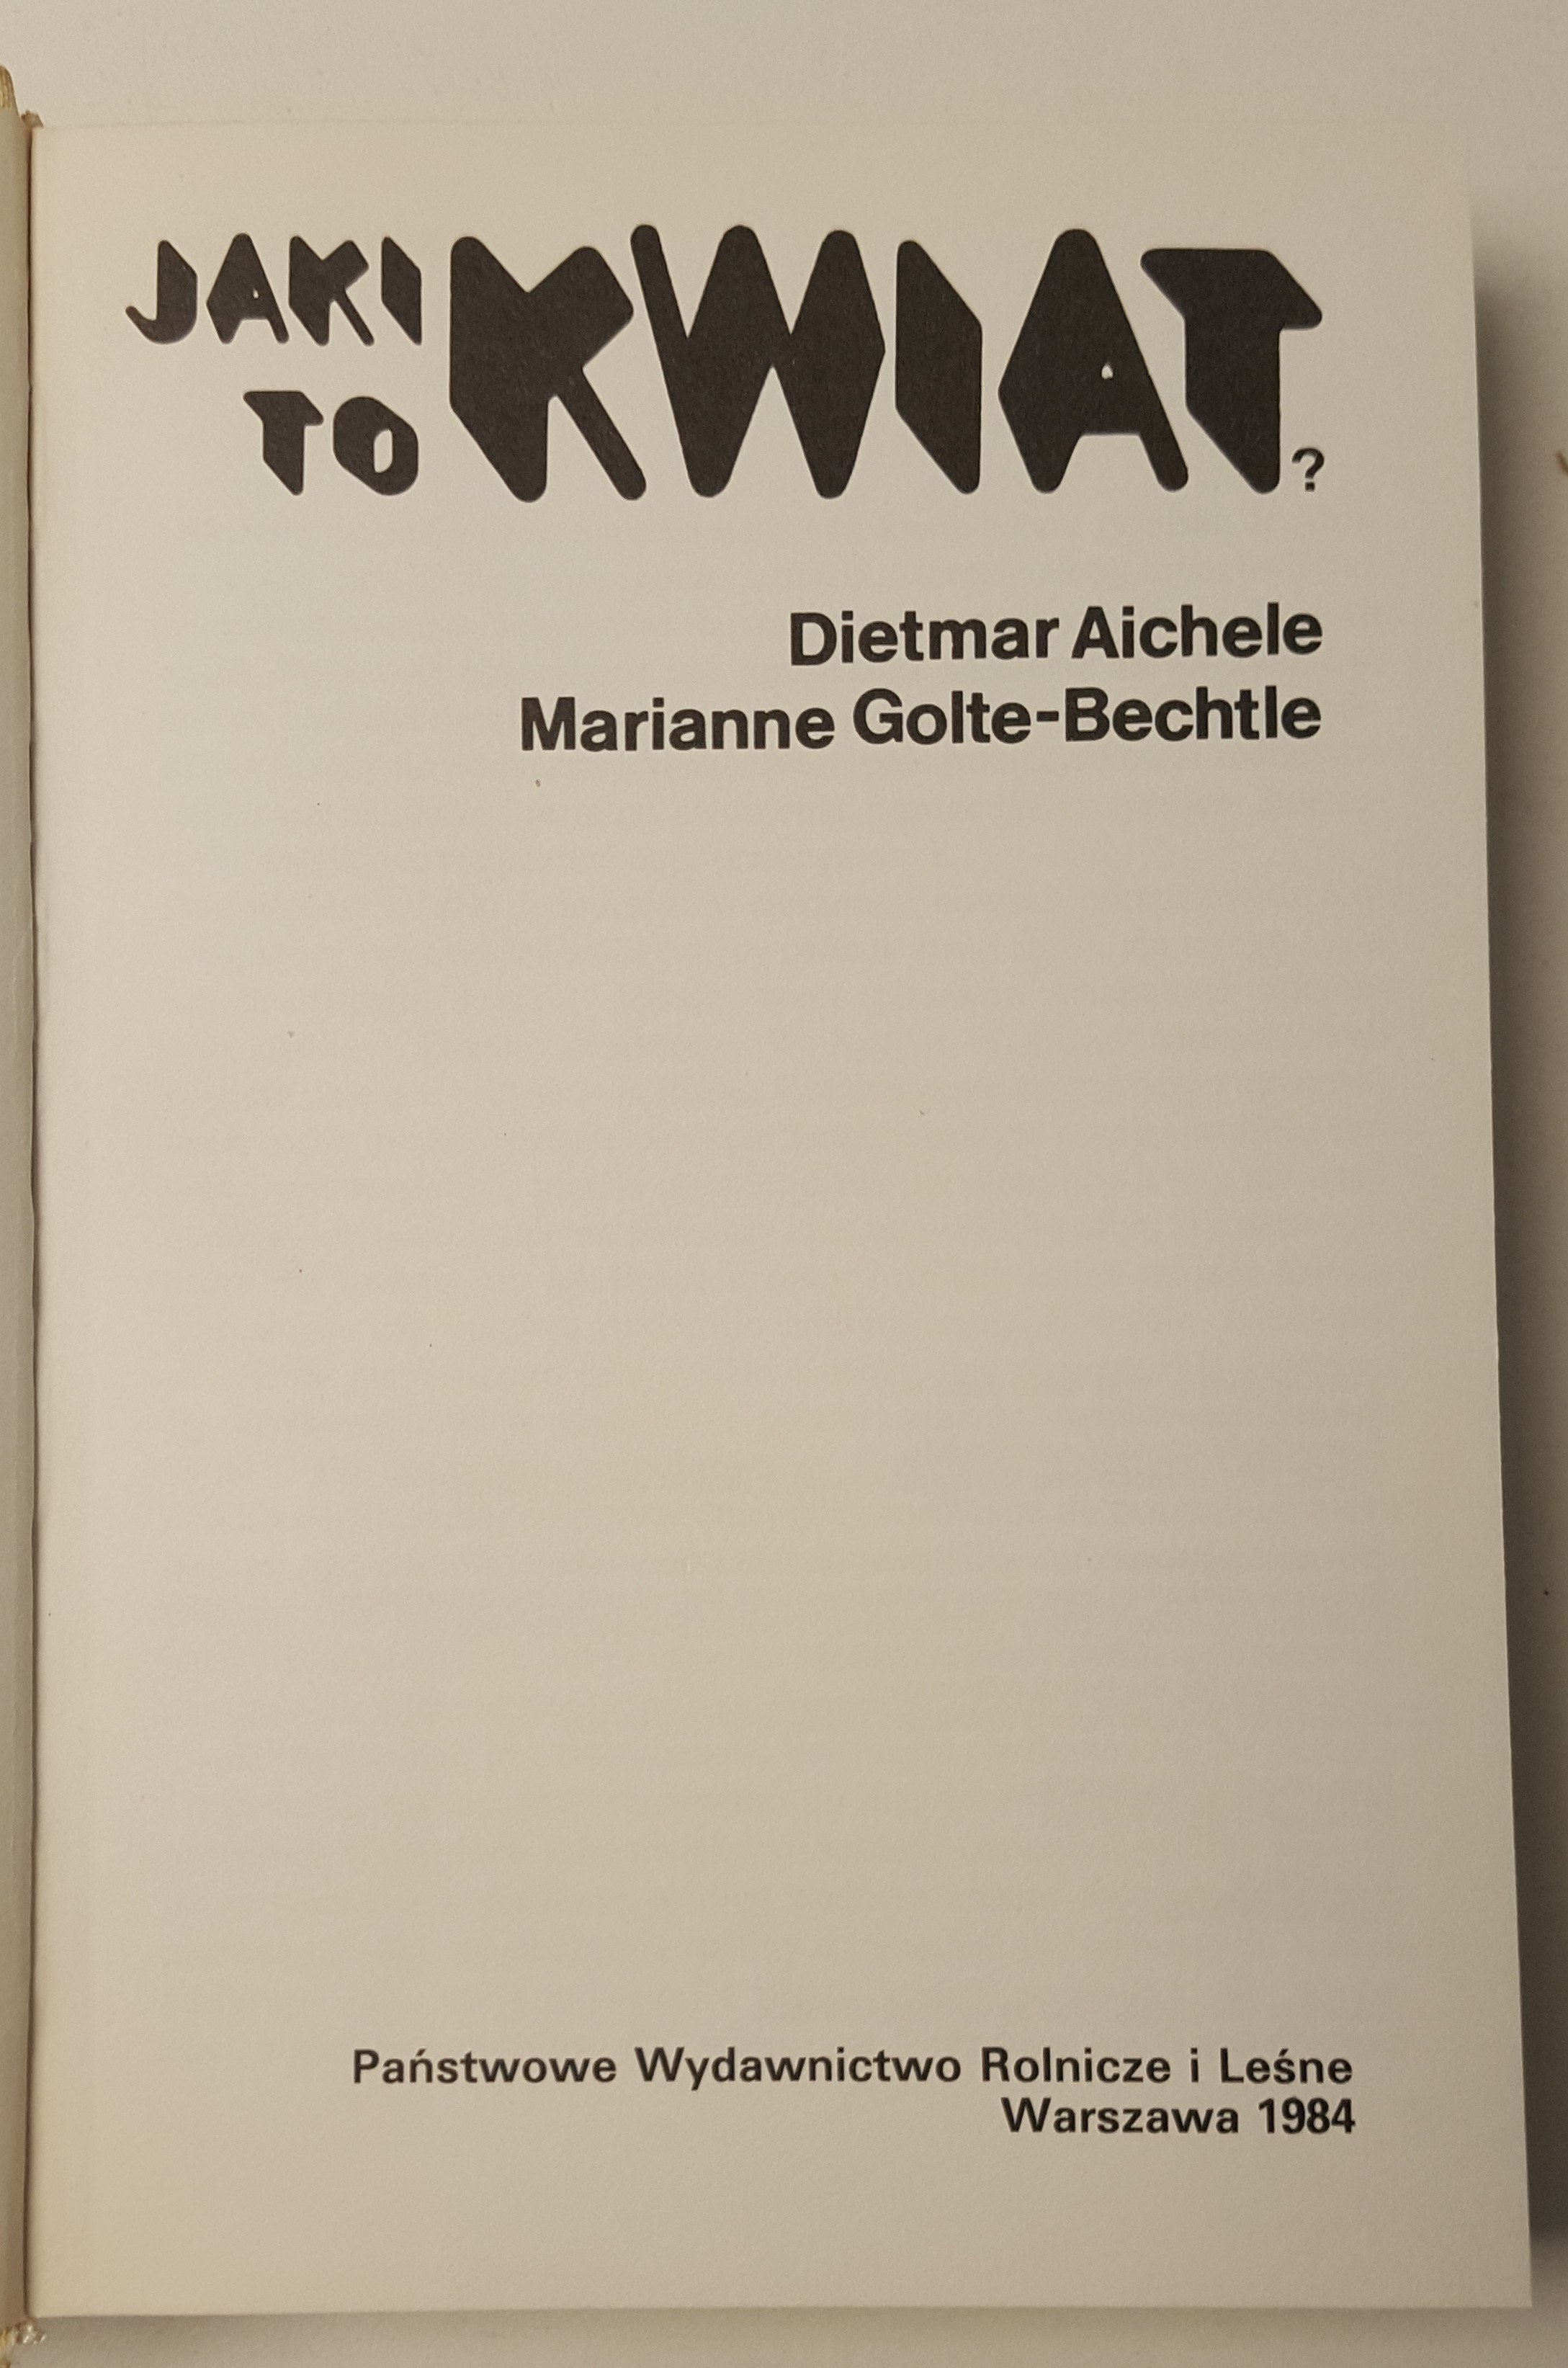 JAKI
TO KWIAT?
Dietmar Aichele
Marianne Golte-Bechtle
Państwowe Wydawnictwo Rolnicze i Leśne
Warszawa 1984